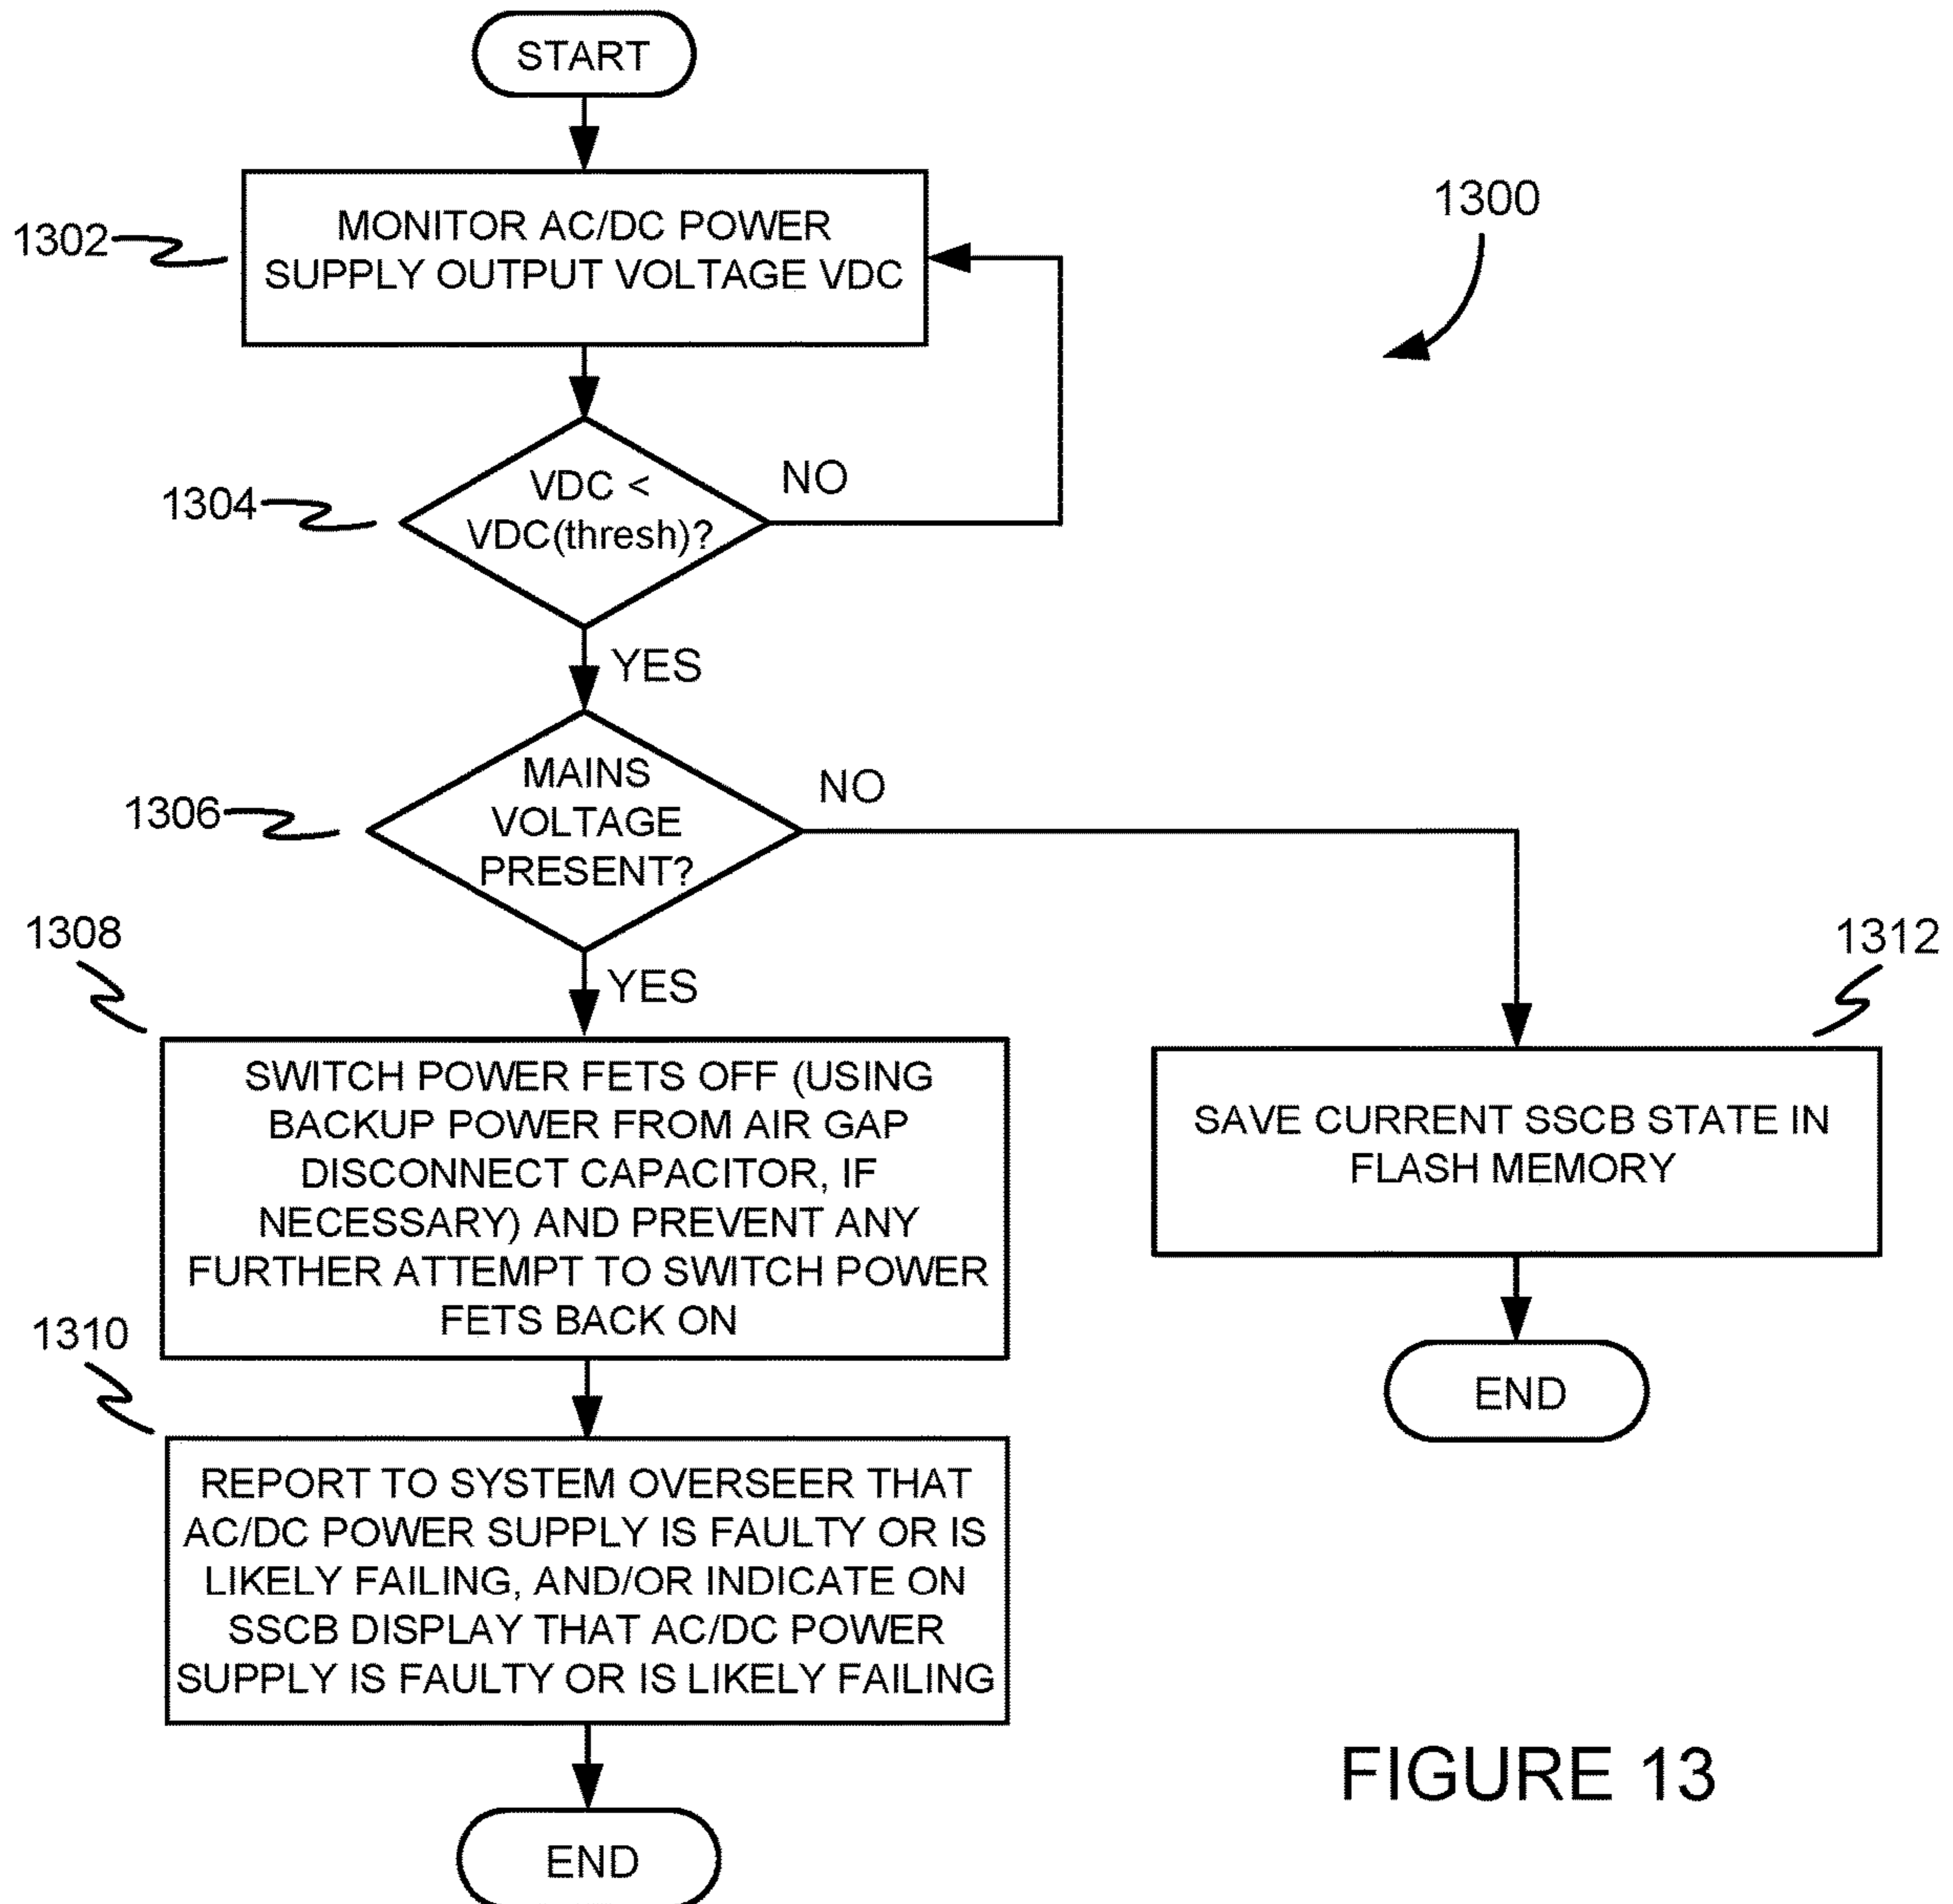 START
1300
1302
MONITOR AC/DC POWER
SUPPLY OUTPUT VOLTAGE VDC
1304
VDC <
VDC(thresh)?
NO
YES
1306
MAINS
VOLTAGE
PRESENT?
NO
YES
1308
SWITCH POWER FETS OFF (USING
BACKUP POWER FROM AIR GAP
DISCONNECT CAPACITOR, IF
NECESSARY) AND PREVENT ANY
FURTHER ATTEMPT TO SWITCH POWER
FETS BACK ON
1312
SAVE CURRENT SSCB STATE IN
FLASH MEMORY
END
1310
REPORT TO SYSTEM OVERSEER THAT
AC/DC POWER SUPPLY IS FAULTY OR IS
LIKELY FAILING, AND/OR INDICATE ON
SSCB DISPLAY THAT AC/DC POWER
SUPPLY IS FAULTY OR IS LIKELY FAILING
END
FIGURE 13